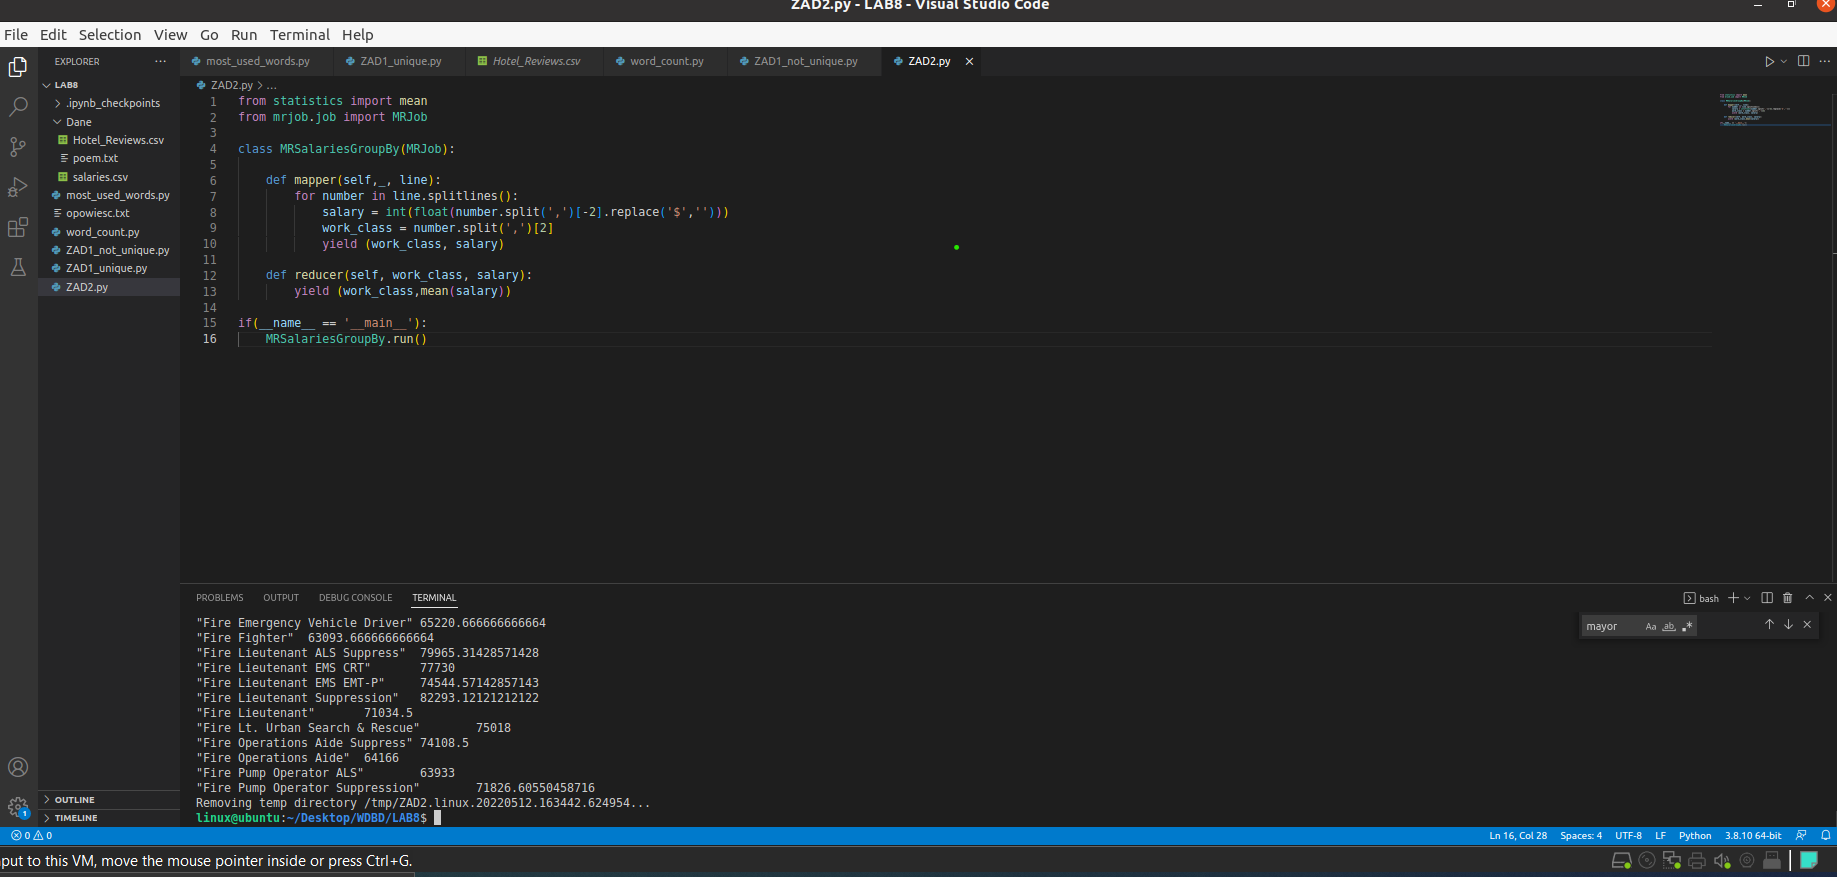 ZAD2.py - LAB8 - Visual Studio Code
File Edit Selection View Go Run Terminal Help
EXPLORER
LAB8
.ipynb_checkpoints
Dane
Hotel_Reviews.csv
poem.txt
salaries.csv
most_used_words.py
opowiesc.txt
word_count.py
ZAD1_not_unique.py
ZAD1_unique.py
ZAD2.py
OUTLINE
TIMELINE
most_used_words.py ZAD1_unique.py Hotel_Reviews.csv word_count.py ZAD1_not_unique.py ZAD2.py
ZAD2.py > ...
1 from statistics import mean
2 from mrjob.job import MRJob
3
4 class MRSalariesGroupBy(MRJob):
5
6 def mapper(self,_, line):
7 for number in line.splitlines():
8 salary = int(float(number.split(',')[-2].replace('$','')))
9 work_class = number.split(',')[2]
10 yield (work_class, salary)
11
12 def reducer(self, work_class, salary):
13 yield (work_class,mean(salary))
14
15 if(__name__ == '__main__'):
16 MRSalariesGroupBy.run()
PROBLEMS OUTPUT DEBUG CONSOLE TERMINAL
bash
mayor Aa ab .*
"Fire Emergency Vehicle Driver" 65220.666666666664
"Fire Fighter" 63093.666666666664
"Fire Lieutenant ALS Suppress" 79965.31428571428
"Fire Lieutenant EMS CRT" 77730
"Fire Lieutenant EMS EMT-P" 74544.57142857143
"Fire Lieutenant Suppression" 82293.12121212122
"Fire Lieutenant" 71034.5
"Fire Lt. Urban Search & Rescue" 75018
"Fire Operations Aide Suppress" 74108.5
"Fire Operations Aide" 64166
"Fire Pump Operator ALS" 63933
"Fire Pump Operator Suppression" 71826.60550458716
Removing temp directory /tmp/ZAD2.linux.20220512.163442.624954...
linux@ubuntu:~/Desktop/WDBD/LAB8$
1
0 0 Ln 16, Col 28 Spaces: 4 UTF-8 LF Python 3.8.10 64-bit
put to this VM, move the mouse pointer inside or press Ctrl+G.